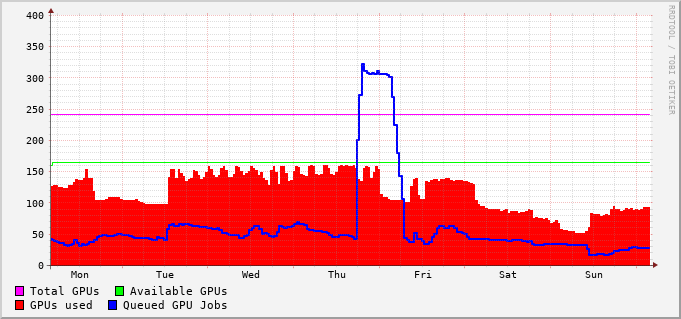 400
350
300
250
200
150
100
50
0
Mon Tue Wed Thu Fri Sat Sun
Total GPUs Available GPUs
GPUs used Queued GPU Jobs
RRDTOOL / TOBI OETIKER